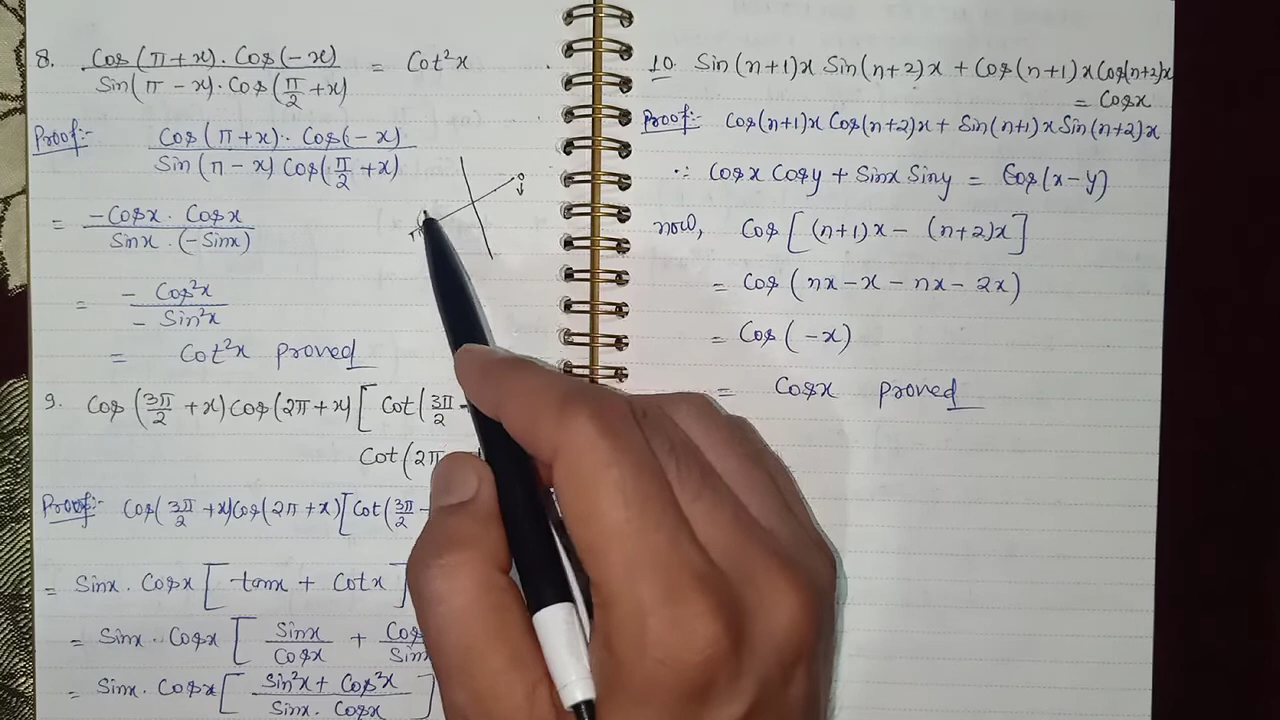 8. Cos(π+x). Cos(-x) / Sin(π-x). Cos(π/2+x) = Cot²x
Proof:- Cos(π+x). Cos(-x) / Sin(π-x) Cos(π/2+x)
= -Cosx. Cosx / Sinx. (-Sinx)
= - Cos²x / - Sin²x
= Cot²x proved
9. Cos(3π/2 + x) Cos(2π+x) [Cot(3π/2 -
Cot(2π
Proof:- Cos(3π/2 +x)Cos(2π+x)[Cot(3π/2 -
= Sinx. Cosx [tanx + Cotx]
= Sinx. Cosx [Sinx / Cosx + Cos / Sin
= Sinx. Cosx [Sin²x + Cos²x / Sinx. Cosx]
10. Sin(n+1)x Sin(n+2)x + Cos(n+1)x Cos(n+2)x
= Cosx
Proof:- Cos(n+1)x Cos(n+2)x + Sin(n+1)x Sin(n+2)x
∵ Cosx Cosy + Sinx Siny = Cos(x-y)
now, Cos[(n+1)x - (n+2)x]
= Cos(nx-x-nx-2x)
= Cos(-x)
= Cosx proved